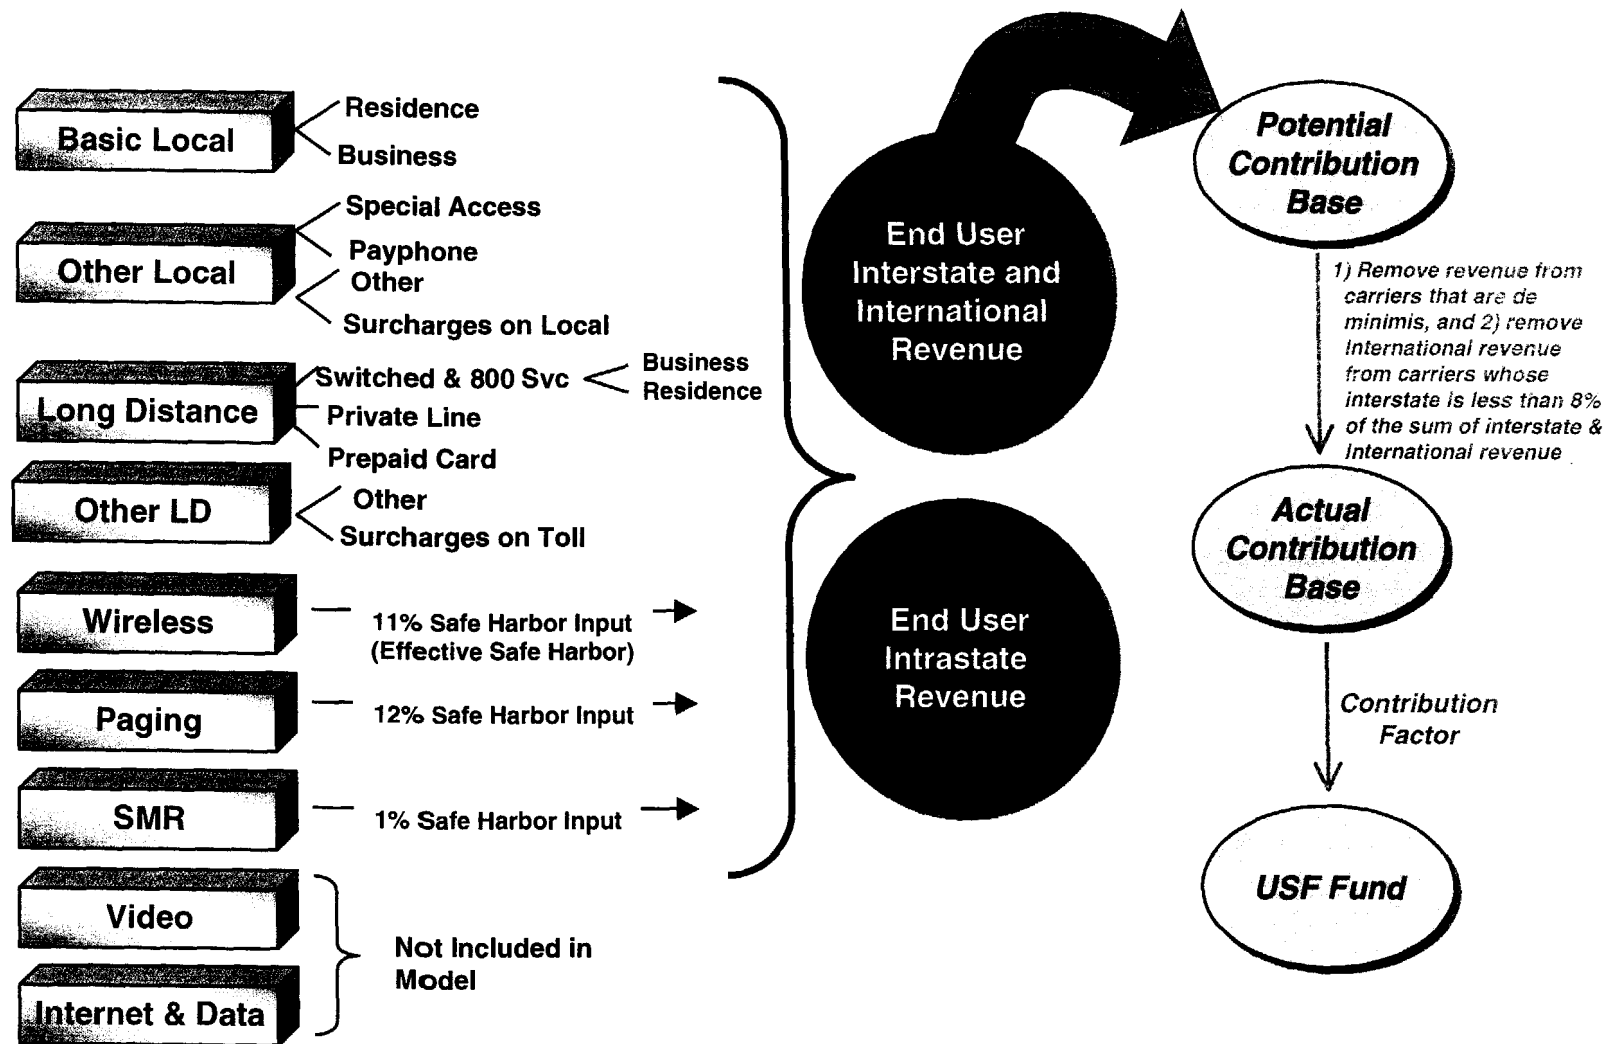 Basic Local
Residence
Business
Other Local
Special Access
Payphone
Other
Surcharges on Local
Long Distance
Switched & 800 Svc
Business
Residence
Private Line
Prepaid Card
Other LD
Other
Surcharges on Toll
Wireless
11% Safe Harbor Input
(Effective Safe Harbor)
Paging
12% Safe Harbor Input
SMR
1% Safe Harbor Input
Video
Internet & Data
Not Included in
Model
End User
Interstate and
International
Revenue
End User
Intrastate
Revenue
Potential
Contribution
Base
1) Remove revenue from
carriers that are de
minimis, and 2) remove
International revenue
from carriers whose
interstate is less than 8%
of the sum of interstate &
International revenue
Actual
Contribution
Base
Contribution
Factor
USF Fund